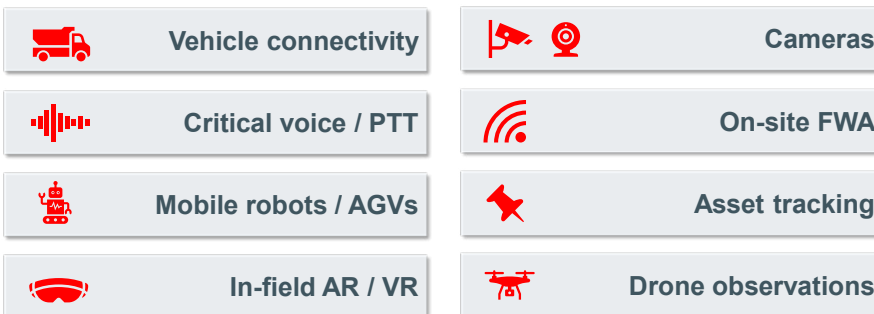 Vehicle connectivity
Cameras
Critical voice / PTT
On-site FWA
Mobile robots / AGVs
Asset tracking
In-field AR / VR
Drone observations